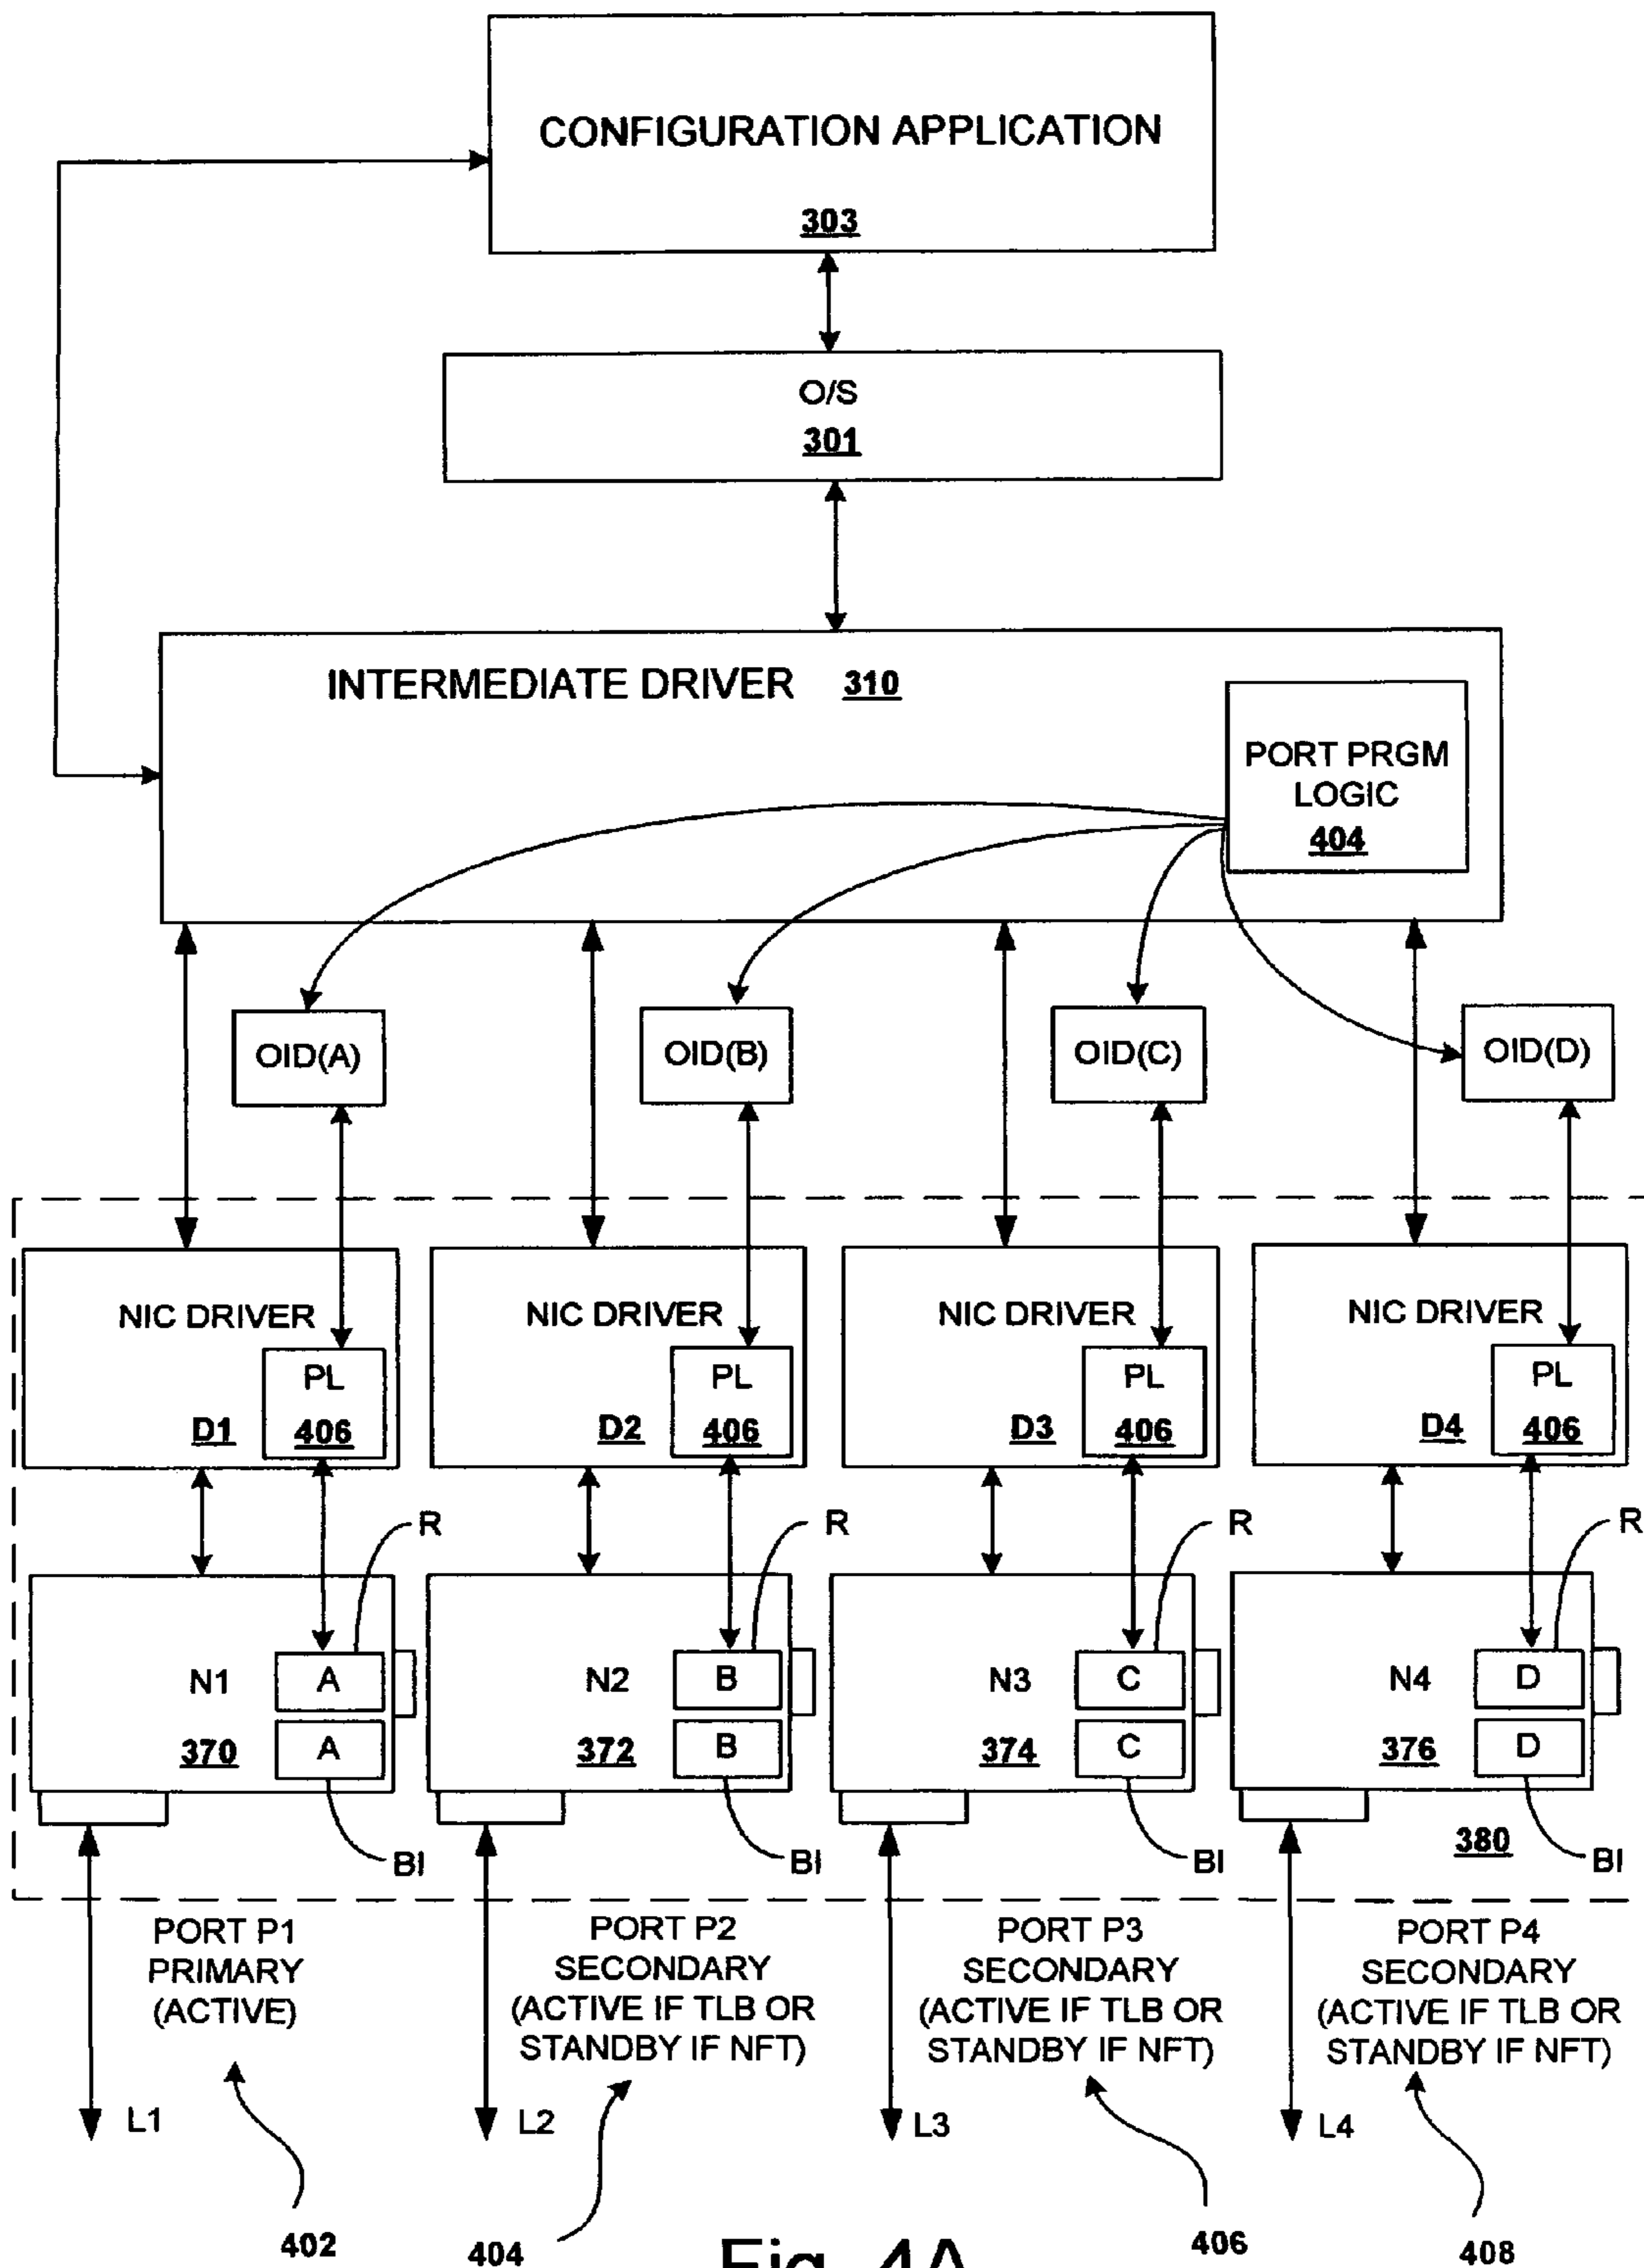 CONFIGURATION APPLICATION
303
O/S
301
INTERMEDIATE DRIVER 310
PORT PRGM
LOGIC
404
OID(A)
OID(B)
OID(C)
OID(D)
NIC DRIVER
PL
D1
406
NIC DRIVER
PL
D2
406
NIC DRIVER
PL
D3
406
NIC DRIVER
PL
D4
406
R
R
R
R
N1
A
370
A
N2
B
372
B
N3
C
374
C
N4
D
376
D
BI
BI
BI
380
BI
PORT P1
PRIMARY
(ACTIVE)
PORT P2
SECONDARY
(ACTIVE IF TLB OR
STANDBY IF NFT)
PORT P3
SECONDARY
(ACTIVE IF TLB OR
STANDBY IF NFT)
PORT P4
SECONDARY
(ACTIVE IF TLB OR
STANDBY IF NFT)
L1
L2
L3
L4
402
404
406
408
Fig. 4A